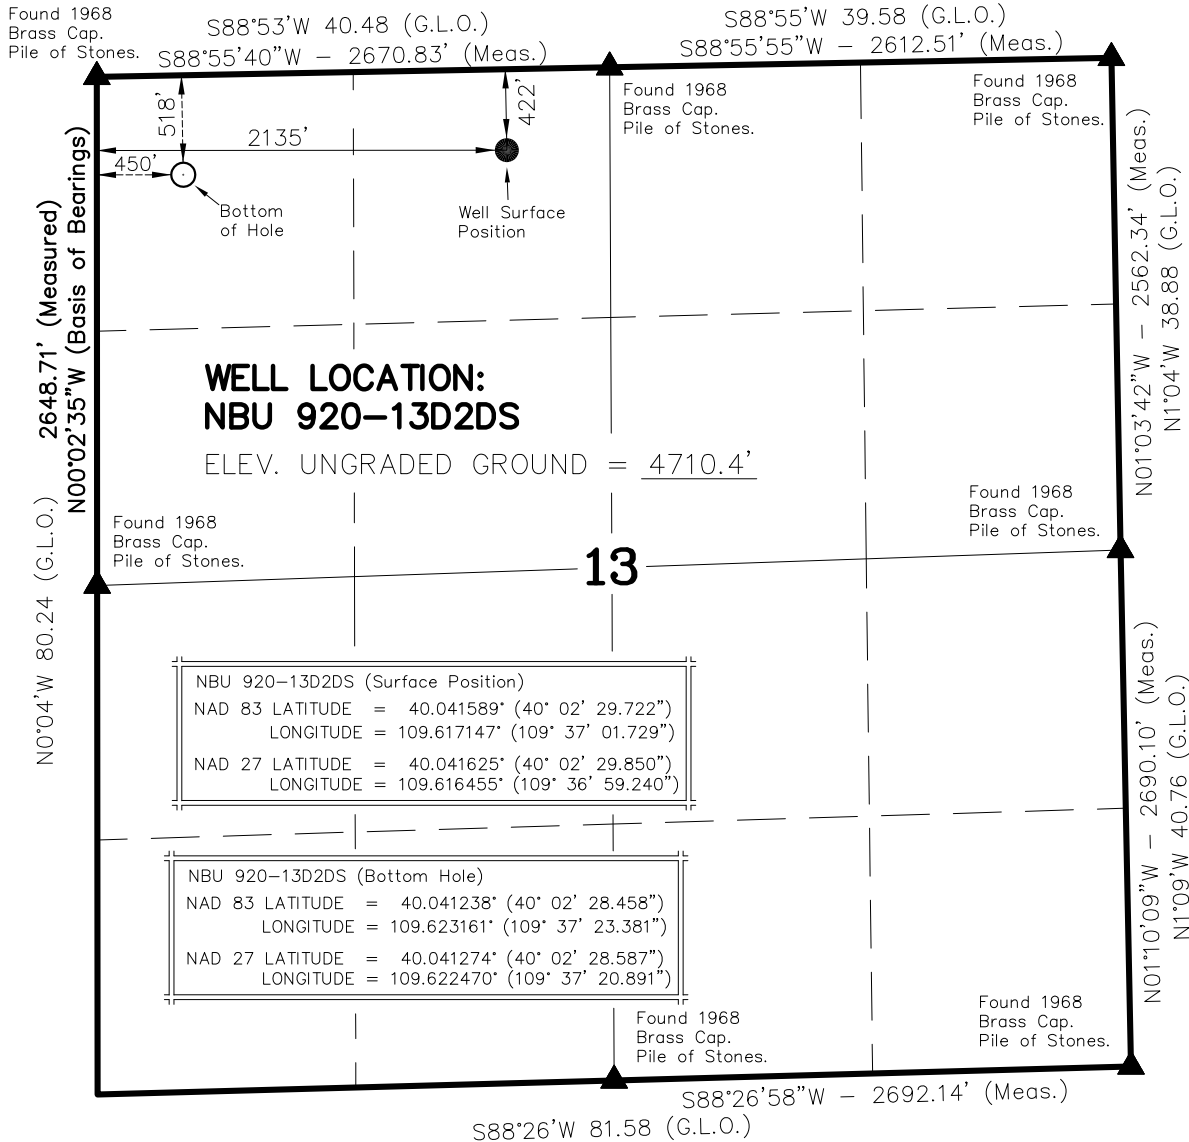 Found 1968
Brass Cap.
Pile of Stones.
S88°53'W 40.48 (G.L.O.)
S88°55'40"W – 2670.83' (Meas.)
S88°55'W 39.58 (G.L.O.)
S88°55'55"W – 2612.51' (Meas.)
Found 1968
Brass Cap.
Pile of Stones.
Found 1968
Brass Cap.
Pile of Stones.
518'
422'
2135'
450'
Bottom
of Hole
Well Surface
Position
2648.71' (Measured)
N00°02'35"W (Basis of Bearings)
N0°04'W 80.24 (G.L.O.)
N01°03'42"W – 2562.34' (Meas.)
N1°04'W 38.88 (G.L.O.)
WELL LOCATION:
NBU 920–13D2DS
ELEV. UNGRADED GROUND = 4710.4'
Found 1968
Brass Cap.
Pile of Stones.
Found 1968
Brass Cap.
Pile of Stones.
13
NBU 920–13D2DS (Surface Position)
NAD 83 LATITUDE = 40.041589° (40° 02' 29.722")
LONGITUDE = 109.617147° (109° 37' 01.729")
NAD 27 LATITUDE = 40.041625° (40° 02' 29.850")
LONGITUDE = 109.616455° (109° 36' 59.240")
NBU 920–13D2DS (Bottom Hole)
NAD 83 LATITUDE = 40.041238° (40° 02' 28.458")
LONGITUDE = 109.623161° (109° 37' 23.381")
NAD 27 LATITUDE = 40.041274° (40° 02' 28.587")
LONGITUDE = 109.622470° (109° 37' 20.891")
N01°10'09"W – 2690.10' (Meas.)
N1°09'W 40.76 (G.L.O.)
Found 1968
Brass Cap.
Pile of Stones.
Found 1968
Brass Cap.
Pile of Stones.
S88°26'58"W – 2692.14' (Meas.)
S88°26'W 81.58 (G.L.O.)